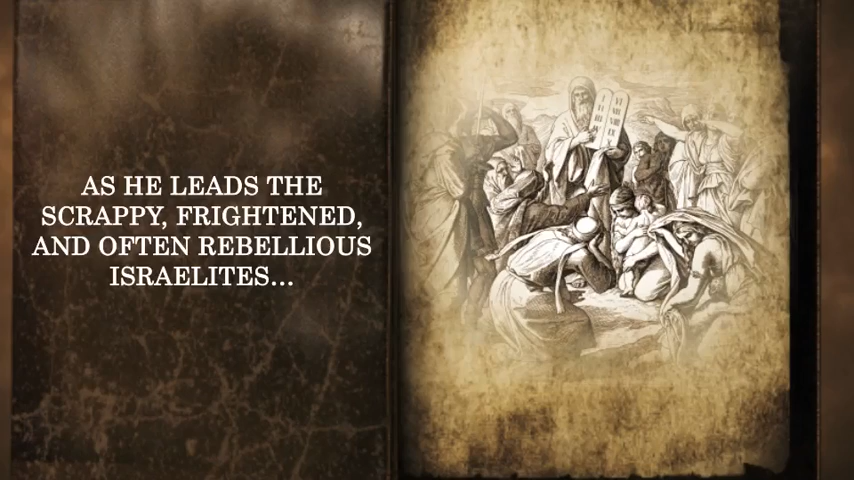 AS HE LEADS THE
SCRAPPY, FRIGHTENED,
AND OFTEN REBELLIOUS
ISRAELITES...